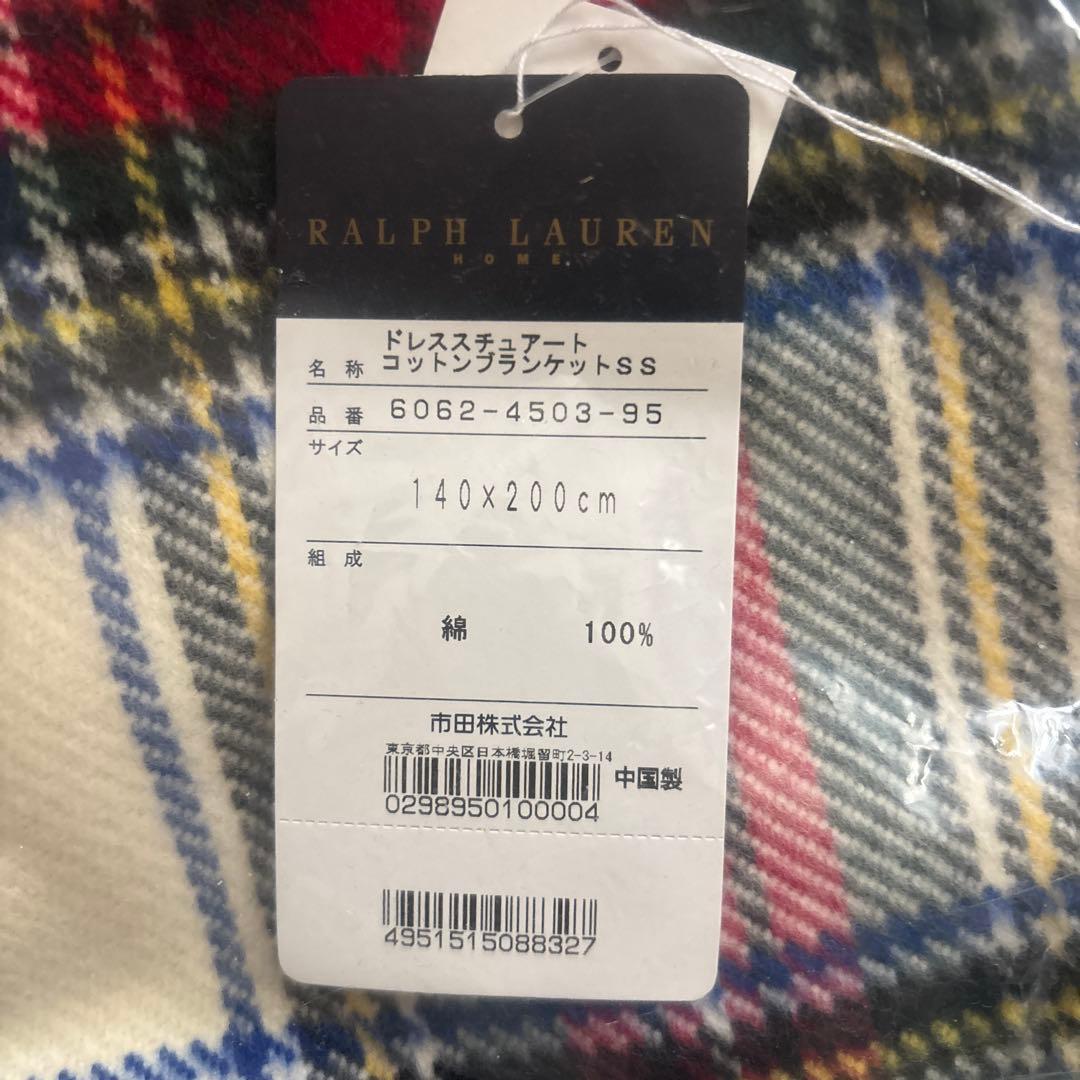 RALPH LAUREN
HOME
名 称 ドレススチュアート
コットンブランケットSS
品 番 6062-4503-95
サイズ
140×200cm
組 成
綿 100%
市田株式会社
東京都中央区日本橋堀留町2-3-14
中国製
0298950100004
4951515088327